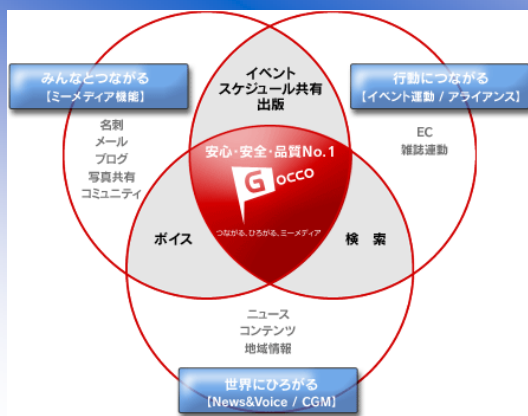 みんなとつながる
【ミーメディア機能】
名刺
メール
ブログ
写真共有
コミュニティ
イベント
スケジュール共有
出版
行動につながる
【イベント運動 / アライアンス】
EC
雑誌連動
安心・安全・品質No.1
GOCCO
つながる、ひろがる、ミーメディア
ボイス
検 索
ニュース
コンテンツ
地域情報
世界にひろがる
【News&Voice / CGM】